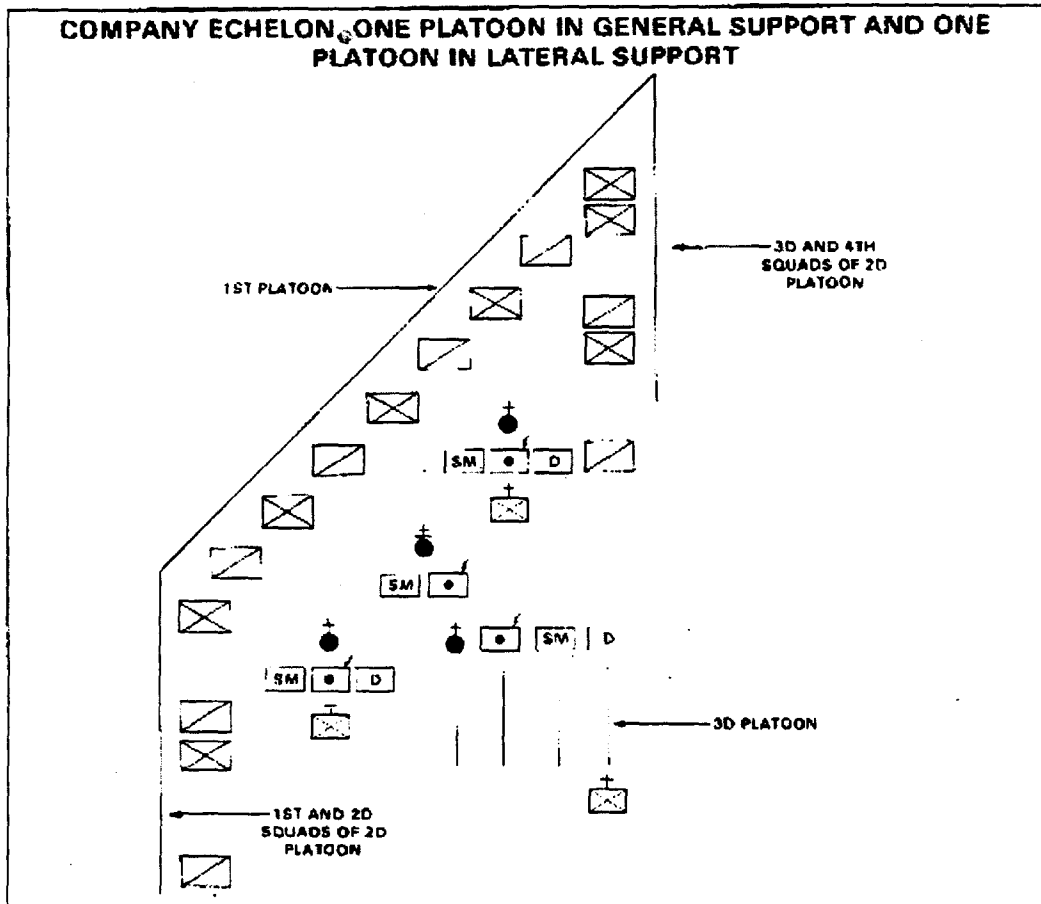 COMPANY ECHELON, ONE PLATOON IN GENERAL SUPPORT AND ONE
PLATOON IN LATERAL SUPPORT
3D AND 4TH
SQUADS OF 2D
PLATOON
1ST PLATOON
SM D
SM
SM D
SM D
3D PLATOON
1ST AND 2D
SQUADS OF 2D
PLATOON